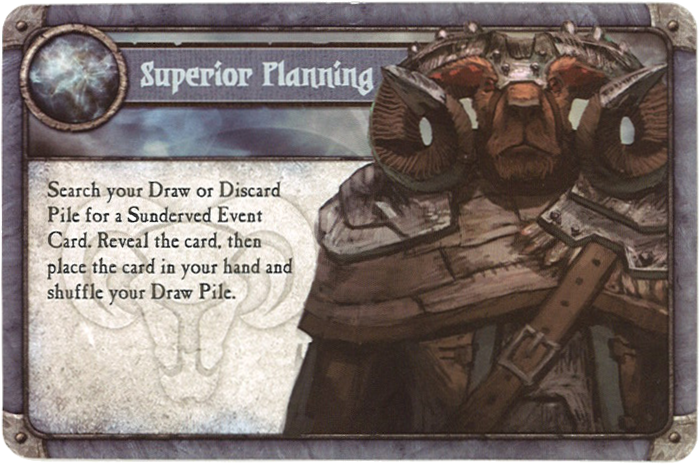 Superior Planning
Search your Draw or Discard
Pile for a Sunderved Event
Card. Reveal the card, then
place the card in your hand and
shuffle your Draw Pile.